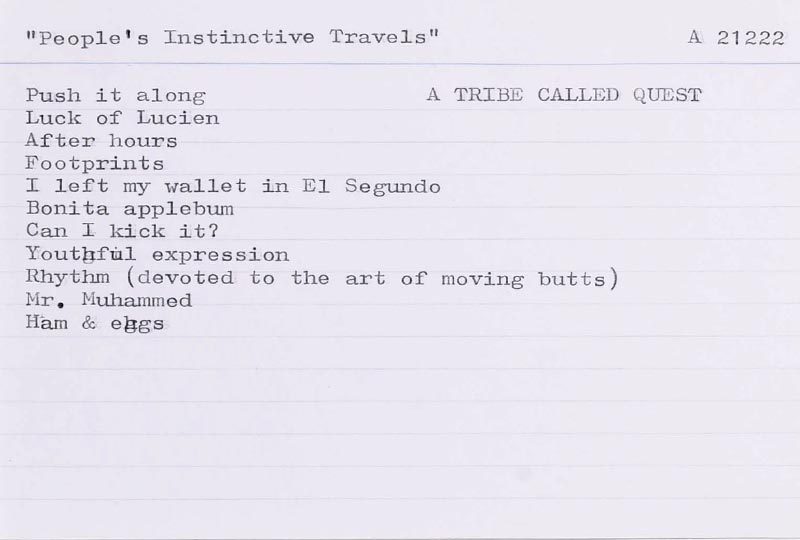 "People's Instinctive Travels" A 21222
Push it along A TRIBE CALLED QUEST
Luck of Lucien
After hours
Footprints
I left my wallet in El Segundo
Bonita applebum
Can I kick it?
Youthful expression
Rhythm (devoted to the art of moving butts)
Mr. Muhammed
Ham & eggs